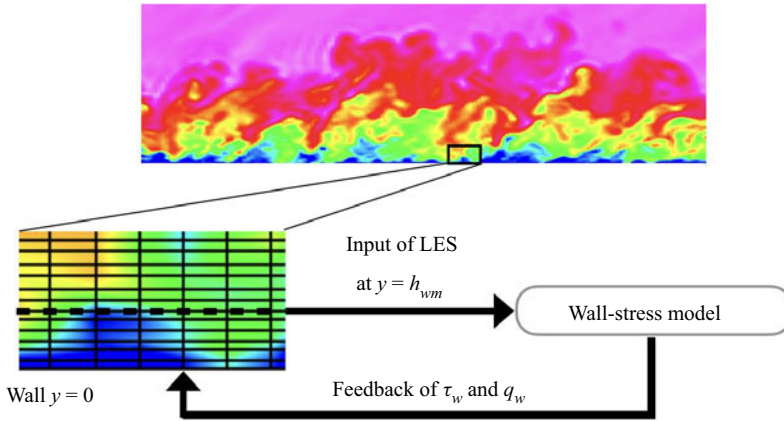 Input of LES
at y = h_wm
Wall-stress model
Wall y = 0
Feedback of τ_w and q_w